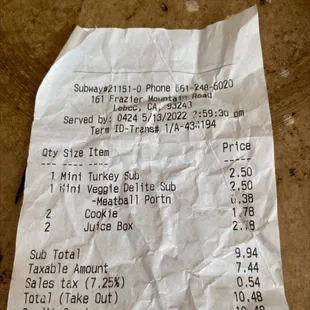 Subway#21151-0 Phone 661-248-6020
161 Frazier Mountain Road
Lebec, CA, 93243
Served by: 0424 5/13/2022 2:59:30 pm
Term ID-Trans# 1/A-434194
Qty Size Item Price
1 Mini Turkey Sub 2.50
1 Mini Veggie Delite Sub 2.50
-Meatball Portn 0.38
2 Cookie 1.78
2 Juice Box 2.78
Sub Total 9.94
Taxable Amount 7.44
Sales tax (7.25%) 0.54
Total (Take Out) 10.48